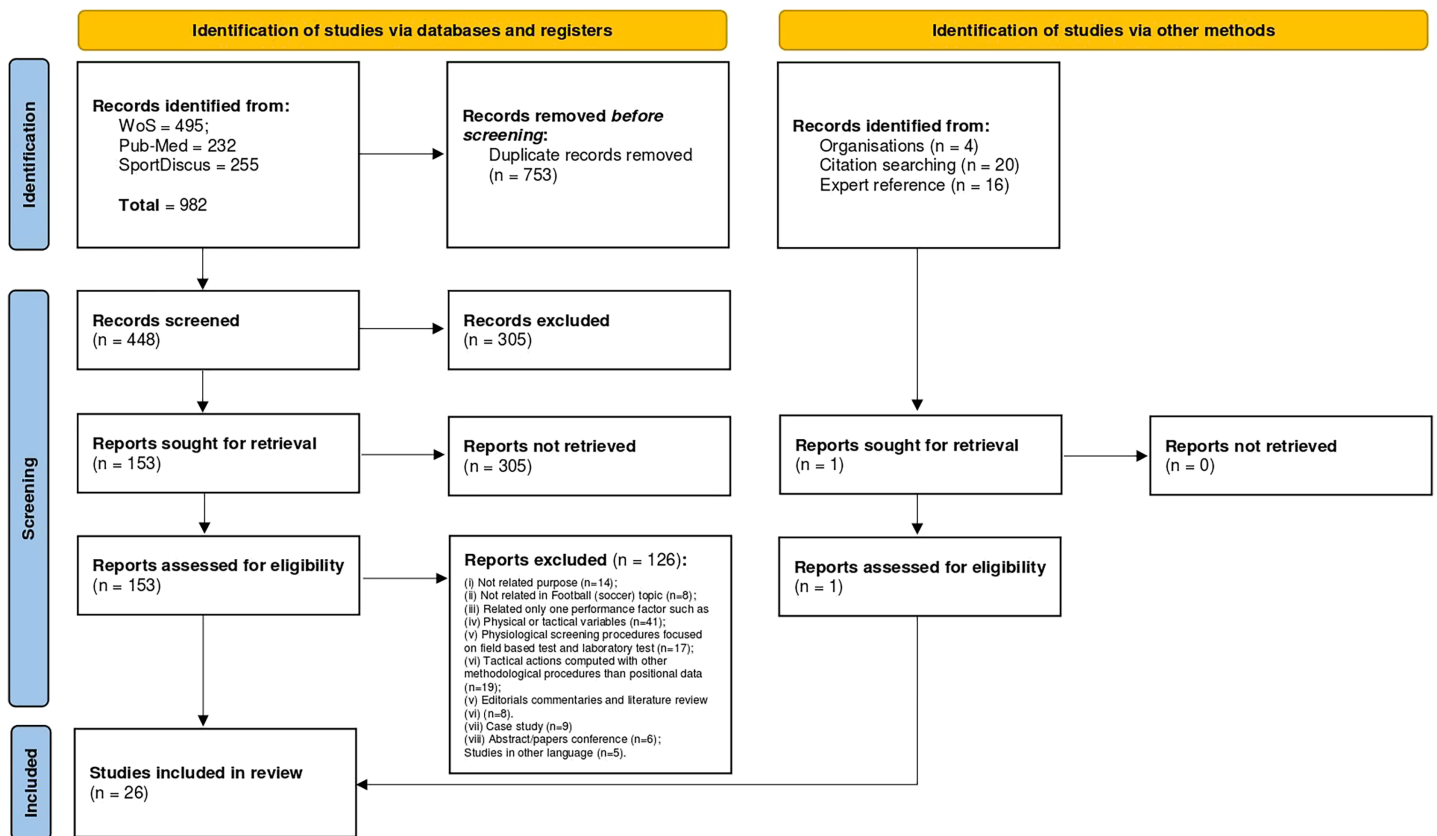 Identification of studies via databases and registers
Identification of studies via other methods
Identification
Records identified from:
WoS = 495;
Pub-Med = 232
SportDiscus = 255
Total = 982
Records removed before
screening:
Duplicate records removed
(n = 753)
Records identified from:
Organisations (n = 4)
Citation searching (n = 20)
Expert reference (n = 16)
Screening
Records screened
(n = 448)
Records excluded
(n = 305)
Reports sought for retrieval
(n = 153)
Reports not retrieved
(n = 305)
Reports sought for retrieval
(n = 1)
Reports not retrieved
(n = 0)
Reports assessed for eligibility
(n = 153)
Reports excluded (n = 126):
(i) Not related purpose (n=14);
(ii) Not related in Football (soccer) topic (n=8);
(iii) Related only one performance factor such as
(iv) Physical or tactical variables (n=41);
(v) Physiological screening procedures focused
on field based test and laboratory test (n=17);
(vi) Tactical actions computed with other
methodological procedures than positional data
(n=19);
(v) Editorials commentaries and literature review
(vi) (n=8).
(vii) Case study (n=9)
(viii) Abstract/papers conference (n=6);
Studies in other language (n=5).
Reports assessed for eligibility
(n = 1)
Included
Studies included in review
(n = 26)